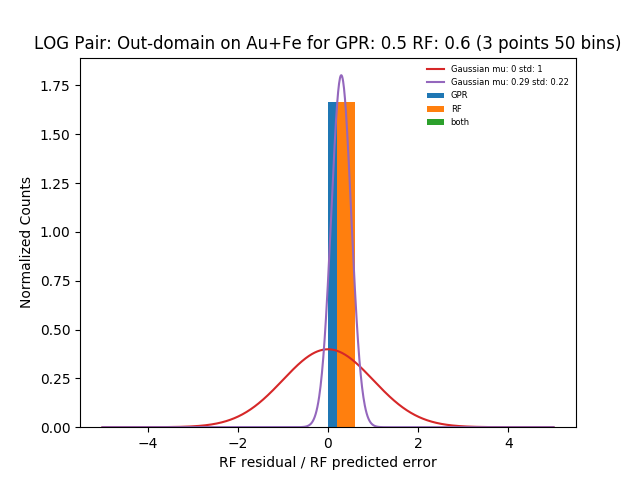 LOG Pair: Out-domain on Au+Fe for GPR: 0.5 RF: 0.6 (3 points 50 bins)
Gaussian mu: 0 std: 1
Gaussian mu: 0.29 std: 0.22
GPR
RF
both
Normalized Counts
1.75
1.50
1.25
1.00
0.75
0.50
0.25
0.00
−4 −2 0 2 4
RF residual / RF predicted error